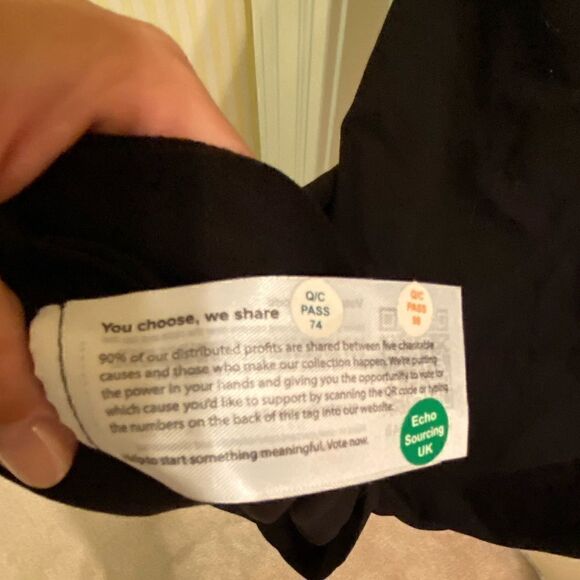 You choose, we share
Q/C
PASS
74
Q/C
PASS
90% of our distributed profits are shared between five charitable
causes and those who make our collection happen. We're putting
the power in your hands and giving you the opportunity to vote for
which cause you'd like to support by scanning the QR code or typing
the numbers on the back of this tag into our website.
Help to start something meaningful. Vote now.
Echo
Sourcing
UK